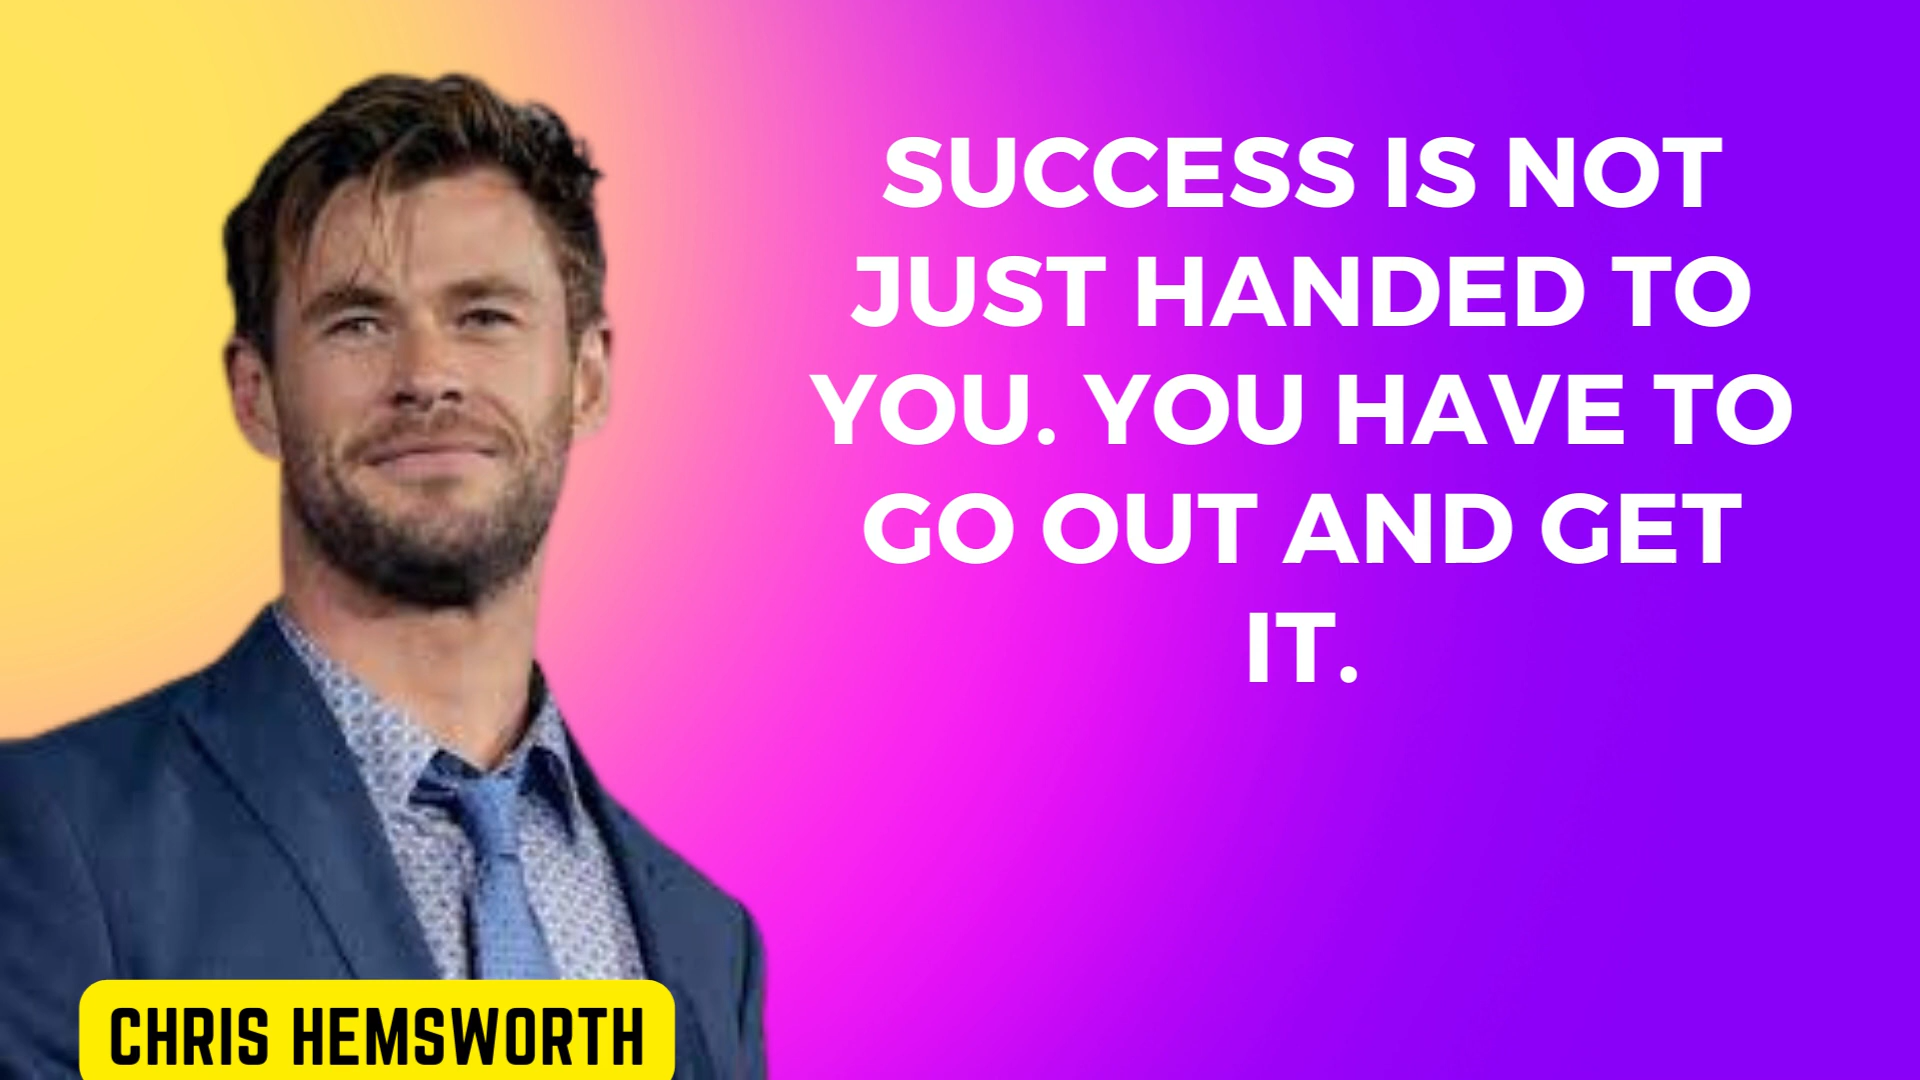 SUCCESS IS NOT
JUST HANDED TO
YOU. YOU HAVE TO
GO OUT AND GET
IT.
CHRIS HEMSWORTH